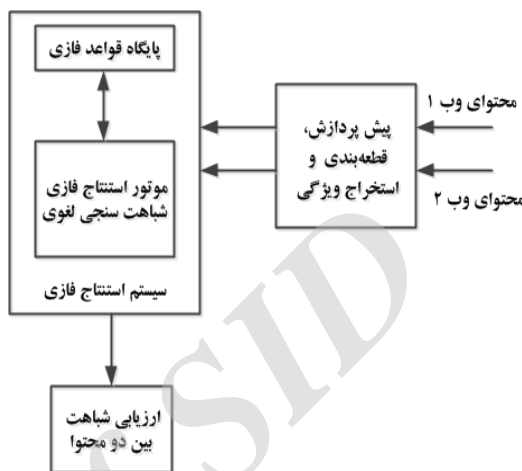 پایگاه قواعد فازی
موتور استنتاج فازی
شباهت سنجی لغوی
سیستم استنتاج فازی
پیش پردازش،
قطعه‌بندی و
استخراج ویژگی
محتوای وب ۱
محتوای وب ۲
ارزیابی شباهت
بین دو محتوا
SID